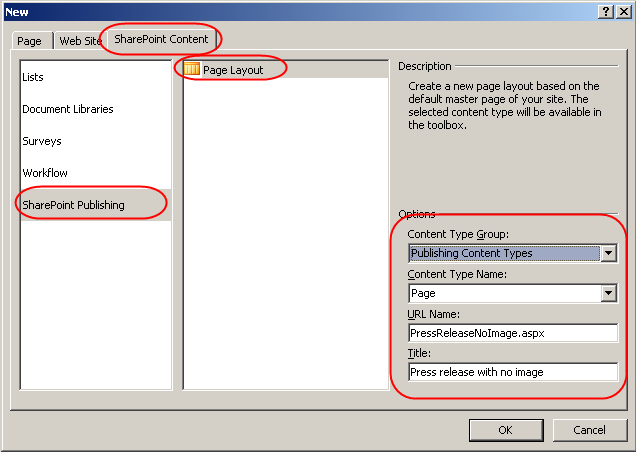 New
Page
Web Site
SharePoint Content
Lists
Document Libraries
Surveys
Workflow
SharePoint Publishing
Page Layout
Description
Create a new page layout based on the
default master page of your site. The
selected content type will be available in
the toolbox.
Options
Content Type Group:
Publishing Content Types
Content Type Name:
Page
URL Name:
PressReleaseNoImage.aspx
Title:
Press release with no image
OK
Cancel